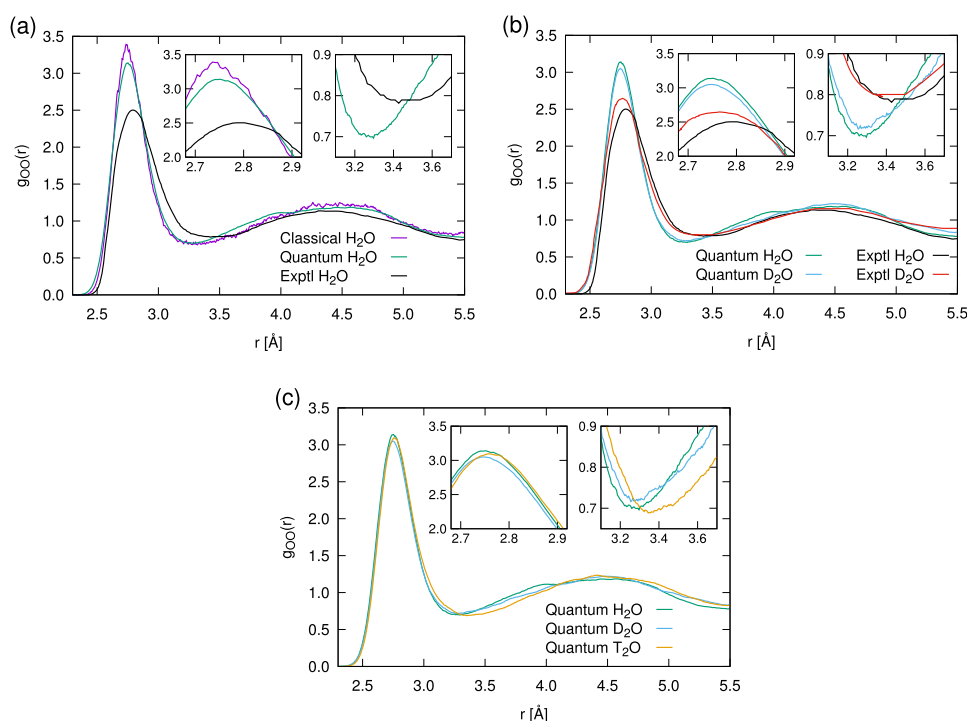 (a)
3.5
3.0
2.5
2.0
1.5
1.0
0.5
0.0
2.5 3.0 3.5 4.0 4.5 5.0 5.5
g_OO(r)
r [Å]
3.5
3.0
2.5
2.0
2.7 2.8 2.9
0.9
0.8
0.7
3.2 3.4 3.6
Classical H₂O
Quantum H₂O
Exptl H₂O
(b)
3.5
3.0
2.5
2.0
1.5
1.0
0.5
0.0
2.5 3.0 3.5 4.0 4.5 5.0 5.5
g_OO(r)
r [Å]
3.5
3.0
2.5
2.0
2.7 2.8 2.9
0.9
0.8
0.7
3.2 3.4 3.6
Quantum H₂O Exptl H₂O
Quantum D₂O Exptl D₂O
(c)
3.5
3.0
2.5
2.0
1.5
1.0
0.5
0.0
2.5 3.0 3.5 4.0 4.5 5.0 5.5
g_OO(r)
r [Å]
3.5
3.0
2.5
2.0
2.7 2.8 2.9
0.9
0.8
0.7
3.2 3.4 3.6
Quantum H₂O
Quantum D₂O
Quantum T₂O